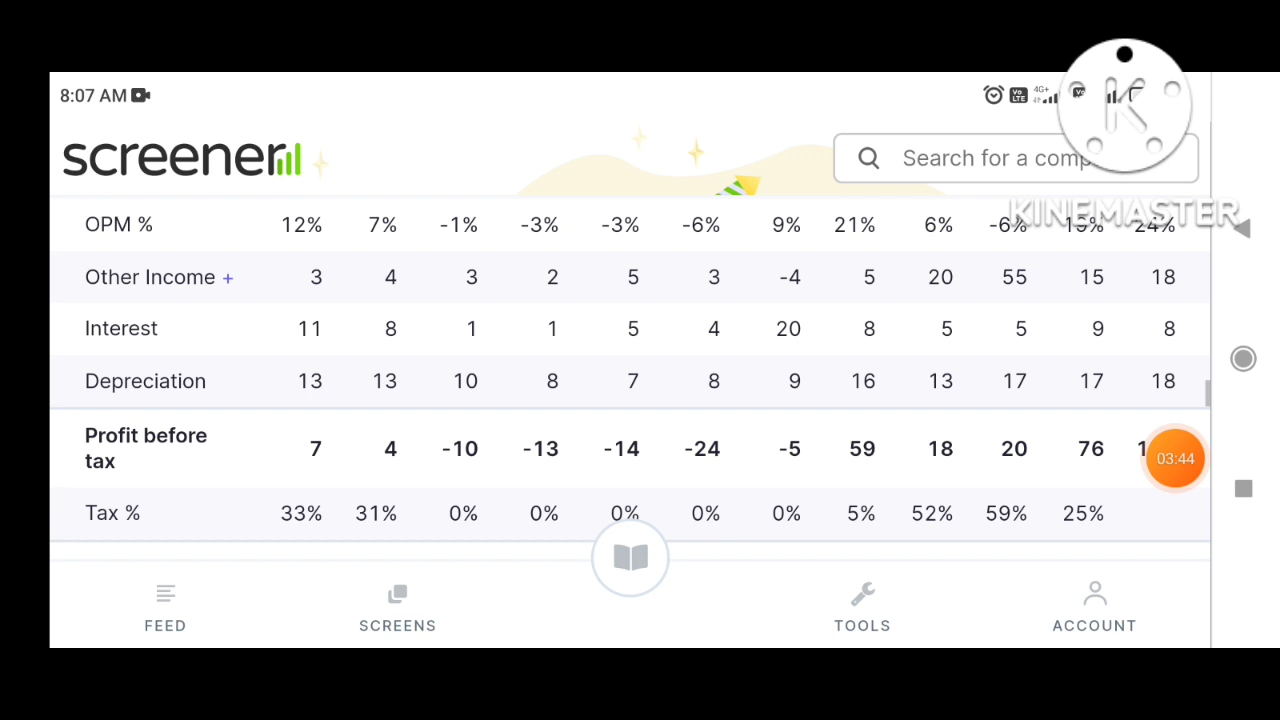 8:07 AM
Vo LTE 4G+
screener
Search for a comp
KINEMASTER
OPM % 12% 7% -1% -3% -3% -6% 9% 21% 6% -6% 24%
Other Income + 3 4 3 2 5 3 -4 5 20 55 15 18
Interest 11 8 1 1 5 4 20 8 5 5 9 8
Depreciation 13 13 10 8 7 8 9 16 13 17 17 18
Profit before
tax 7 4 -10 -13 -14 -24 -5 59 18 20 76
03:44
Tax % 33% 31% 0% 0% 0% 0% 0% 5% 52% 59% 25%
FEED SCREENS TOOLS ACCOUNT